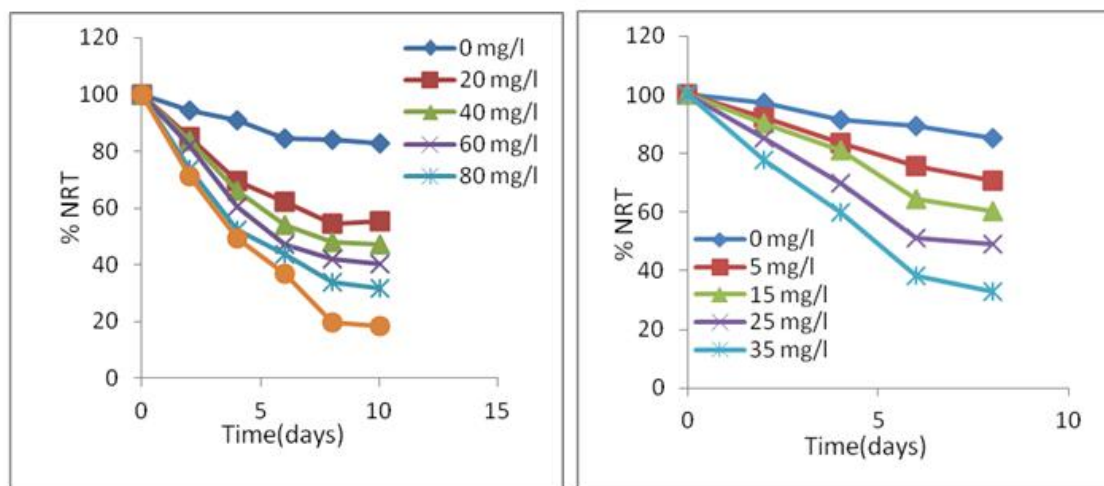 120
100
80
60
40
20
0
% NRT
0 5 10 15
Time(days)
0 mg/l
20 mg/l
40 mg/l
60 mg/l
80 mg/l
120
100
80
60
40
20
0
% NRT
0 5 10
Time(days)
0 mg/l
5 mg/l
15 mg/l
25 mg/l
35 mg/l